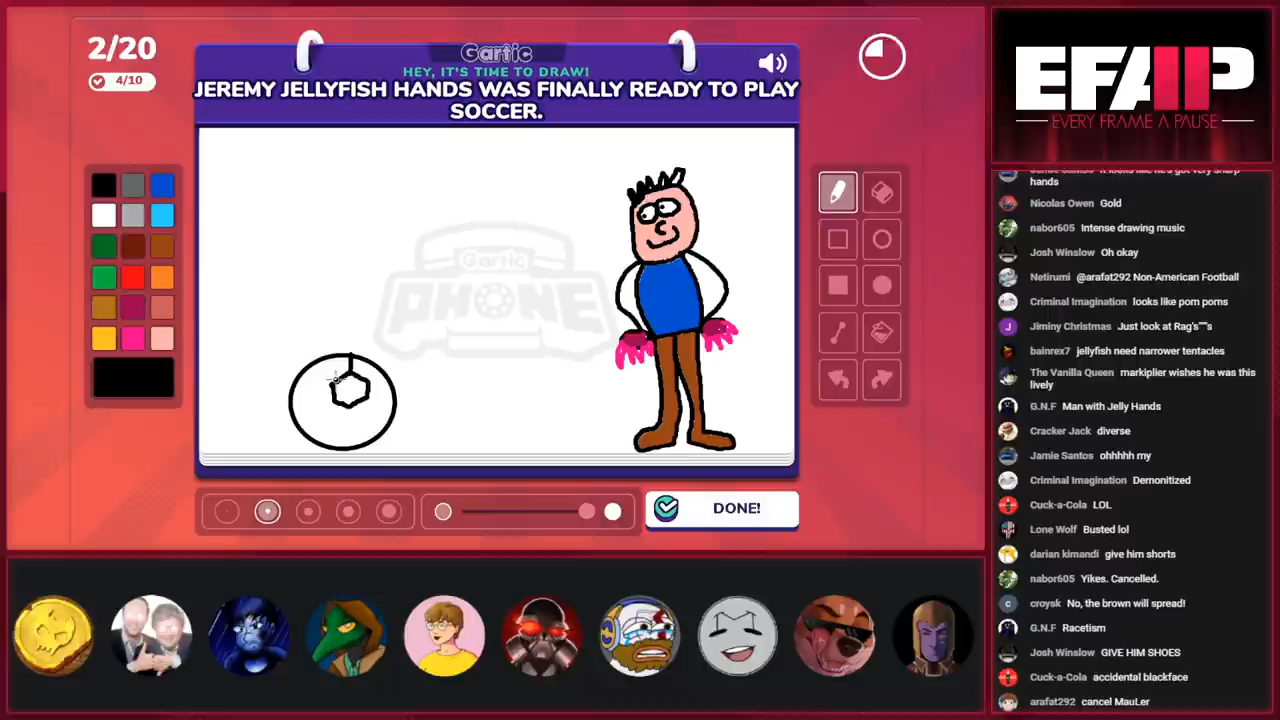 2/20
4/10
Gartic
HEY, IT'S TIME TO DRAW!
JEREMY JELLYFISH HANDS WAS FINALLY READY TO PLAY
SOCCER.
Gartic
PHONE
DONE!
EFAP
EVERY FRAME A PAUSE
hands
Nicolas Owen Gold
nabor605 Intense drawing music
Josh Winslow Oh okay
Netirumi @arafat292 Non-American Football
Criminal Imagination looks like pom poms
J Jiminy Christmas Just look at Rag's"""s
bainrex7 jellyfish need narrower tentacles
The Vanilla Queen markiplier wishes he was this
lively
G.N.F Man with Jelly Hands
Cracker Jack diverse
Jamie Santos ohhhhh my
Criminal Imagination Demonitized
Cuck-a-Cola LOL
Lone Wolf Busted lol
darian kimandi give him shorts
nabor605 Yikes. Cancelled.
c croysk No, the brown will spread!
G.N.F Racetism
Josh Winslow GIVE HIM SHOES
Cuck-a-Cola accidental blackface
arafat292 cancel MauLer